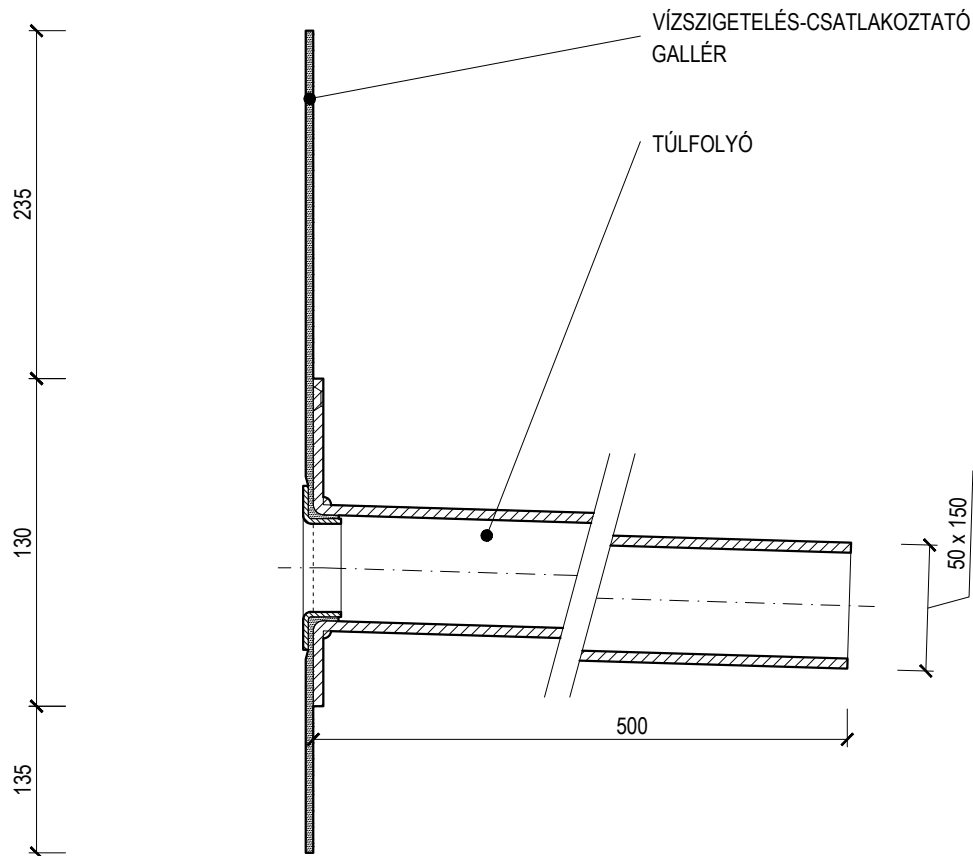 VÍZSZIGETELÉS-CSATLAKOZTATÓ
GALLÉR
TÚLFOLYÓ
235
130
135
500
50 x 150